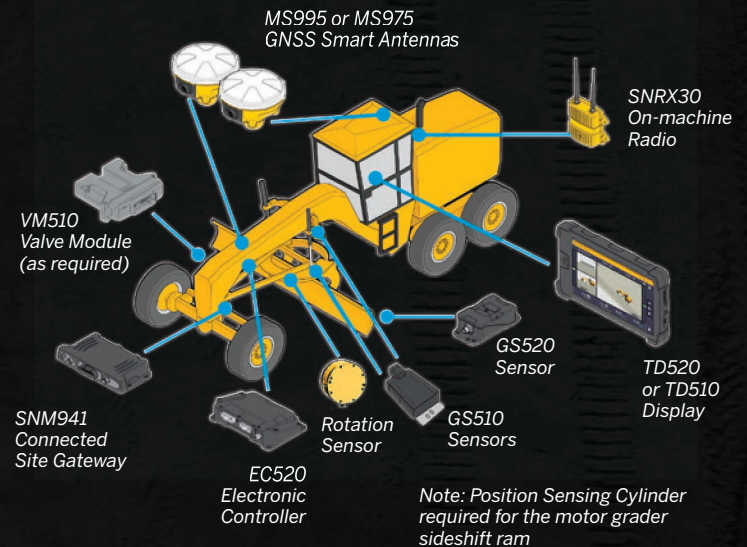 MS995 or MS975
GNSS Smart Antennas
SNRX30
On-machine
Radio
VM510
Valve Module
(as required)
GS520
Sensor
TD520
or TD510
Display
SNM941
Connected
Site Gateway
Rotation
Sensor
GS510
Sensors
EC520
Electronic
Controller
Note: Position Sensing Cylinder
required for the motor grader
sideshift ram